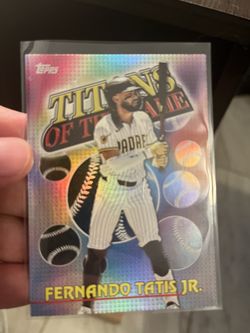 Topps
TITANS
OF THE GAME
PADRES
FERNANDO TATIS JR.